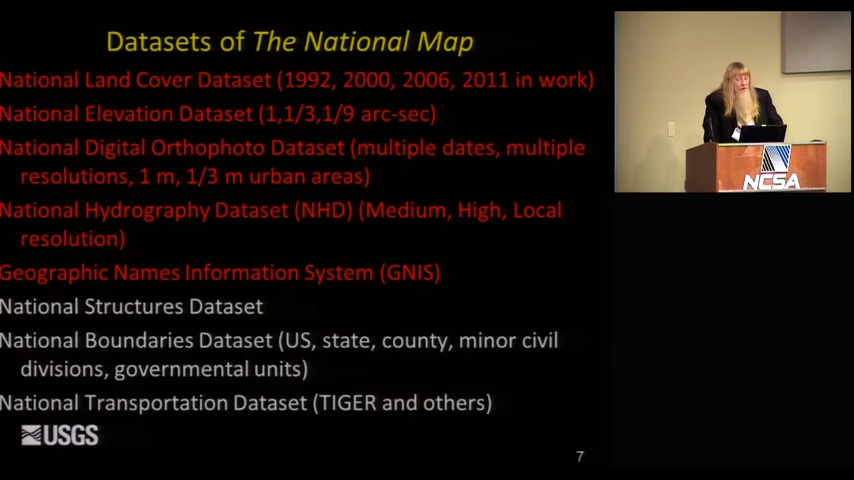 Datasets of The National Map
National Land Cover Dataset (1992, 2000, 2006, 2011 in work)
National Elevation Dataset (1,1/3,1/9 arc-sec)
National Digital Orthophoto Dataset (multiple dates, multiple
resolutions, 1 m, 1/3 m urban areas)
National Hydrography Dataset (NHD) (Medium, High, Local
resolution)
Geographic Names Information System (GNIS)
National Structures Dataset
National Boundaries Dataset (US, state, county, minor civil
divisions, governmental units)
National Transportation Dataset (TIGER and others)
USGS
7
NCSA